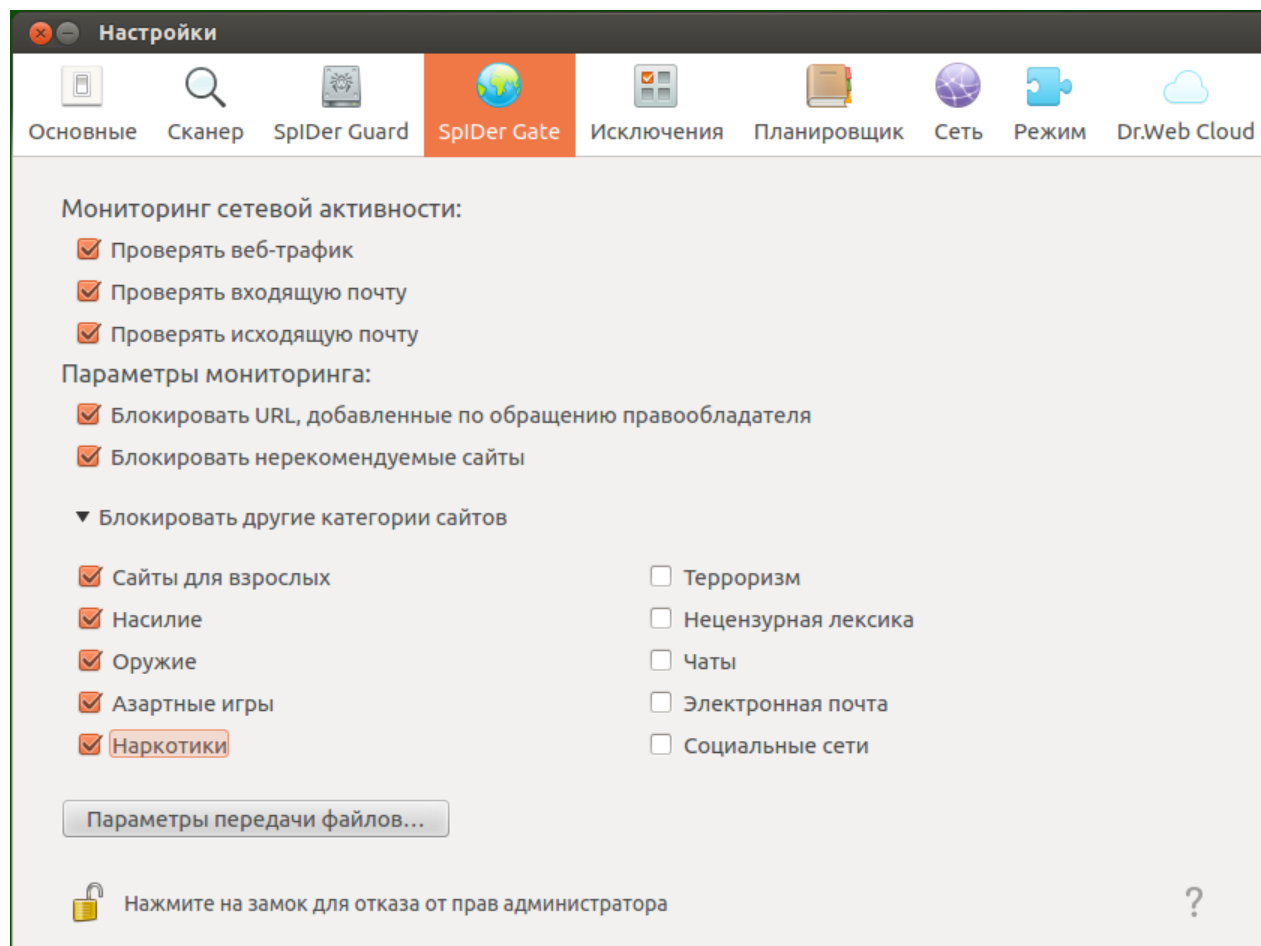 Настройки
Основные Сканер SpIDer Guard SpIDer Gate Исключения Планировщик Сеть Режим Dr.Web Cloud
Мониторинг сетевой активности:
Проверять веб-трафик
Проверять входящую почту
Проверять исходящую почту
Параметры мониторинга:
Блокировать URL, добавленные по обращению правообладателя
Блокировать нерекомендуемые сайты
Блокировать другие категории сайтов
Сайты для взрослых Терроризм
Насилие Нецензурная лексика
Оружие Чаты
Азартные игры Электронная почта
Наркотики Социальные сети
Параметры передачи файлов...
Нажмите на замок для отказа от прав администратора ?